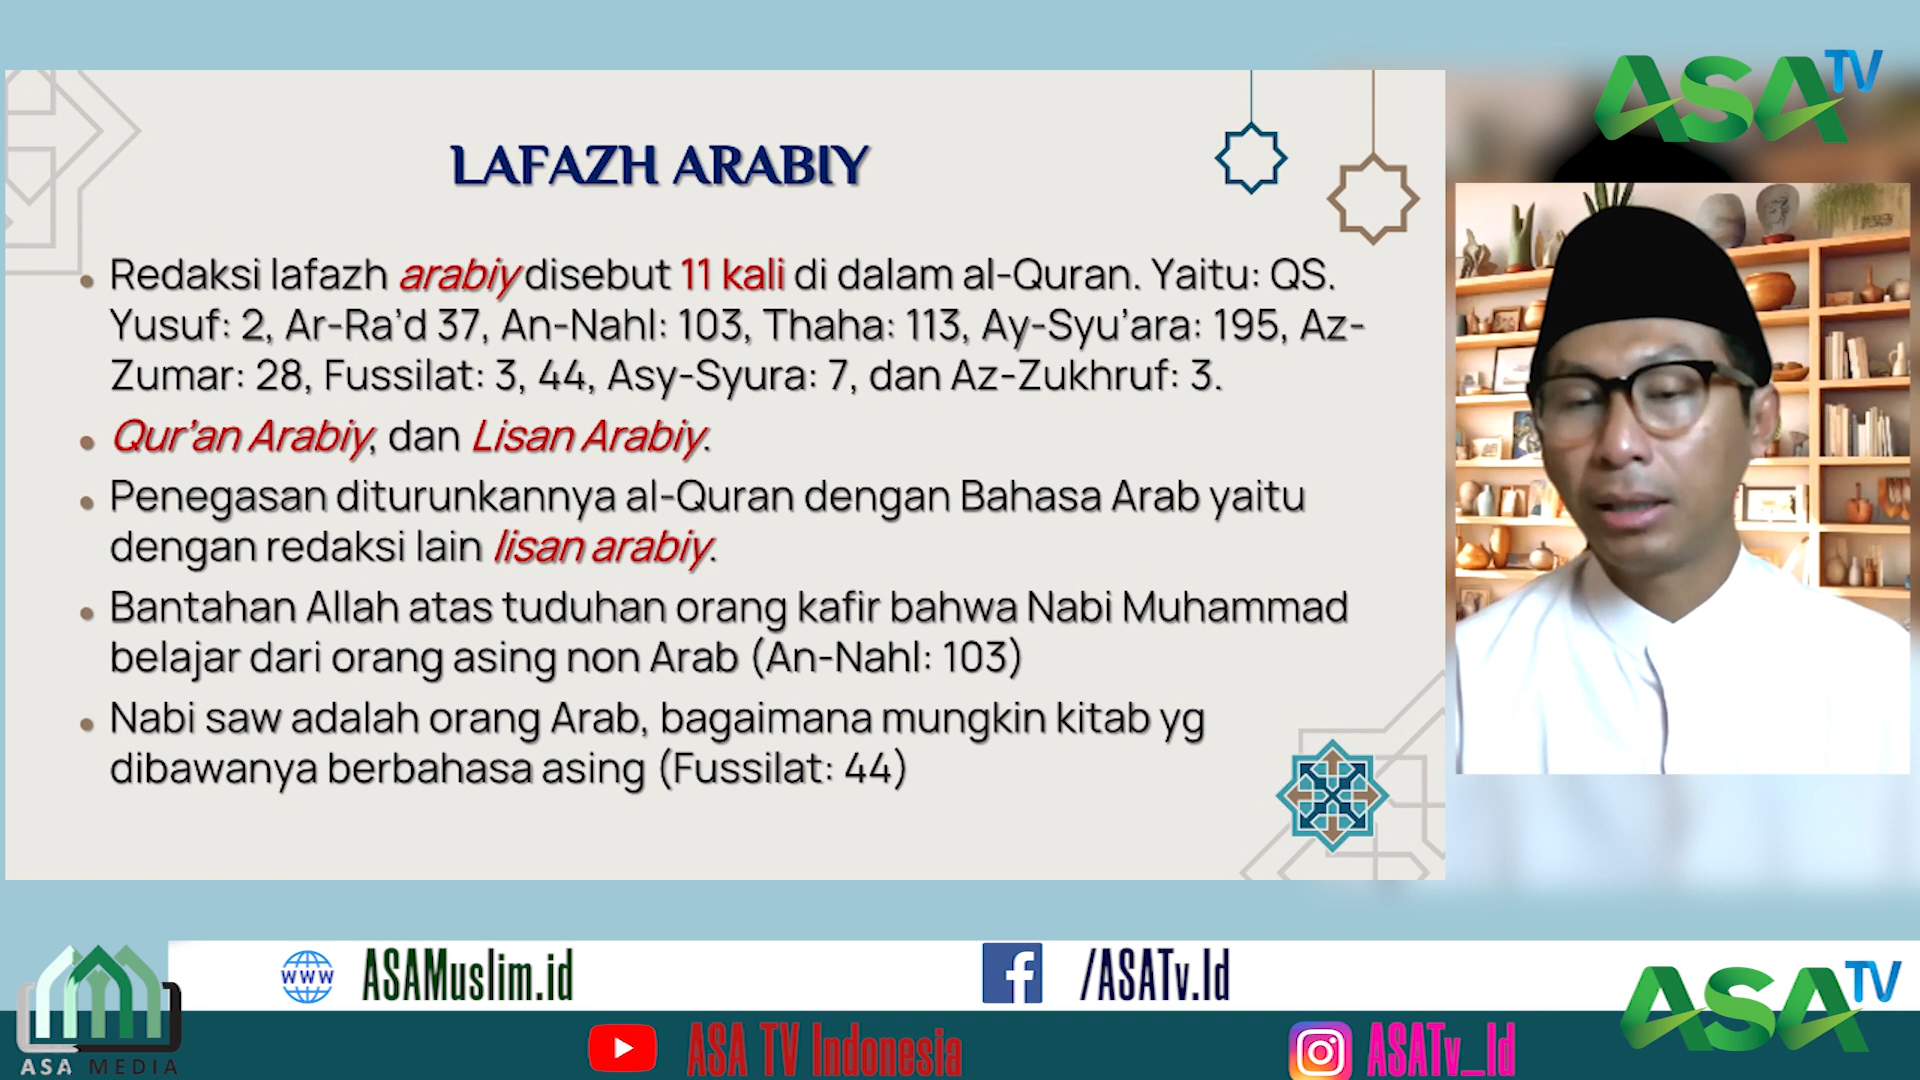 ASA TV
LAFAZH ARABIY
Redaksi lafazh arabiy disebut 11 kali di dalam al-Quran. Yaitu: QS.
Yusuf: 2, Ar-Ra’d 37, An-Nahl: 103, Thaha: 113, Ay-Syu’ara: 195, Az-
Zumar: 28, Fussilat: 3, 44, Asy-Syura: 7, dan Az-Zukhruf: 3.
Qur’an Arabiy, dan Lisan Arabiy.
Penegasan diturunkannya al-Quran dengan Bahasa Arab yaitu
dengan redaksi lain lisan arabiy.
Bantahan Allah atas tuduhan orang kafir bahwa Nabi Muhammad
belajar dari orang asing non Arab (An-Nahl: 103)
Nabi saw adalah orang Arab, bagaimana mungkin kitab yg
dibawanya berbahasa asing (Fussilat: 44)
www ASAMuslim.id
/ASATv.Id
ASA TV
ASA MEDIA
ASA TV Indonesia
ASATv_Id